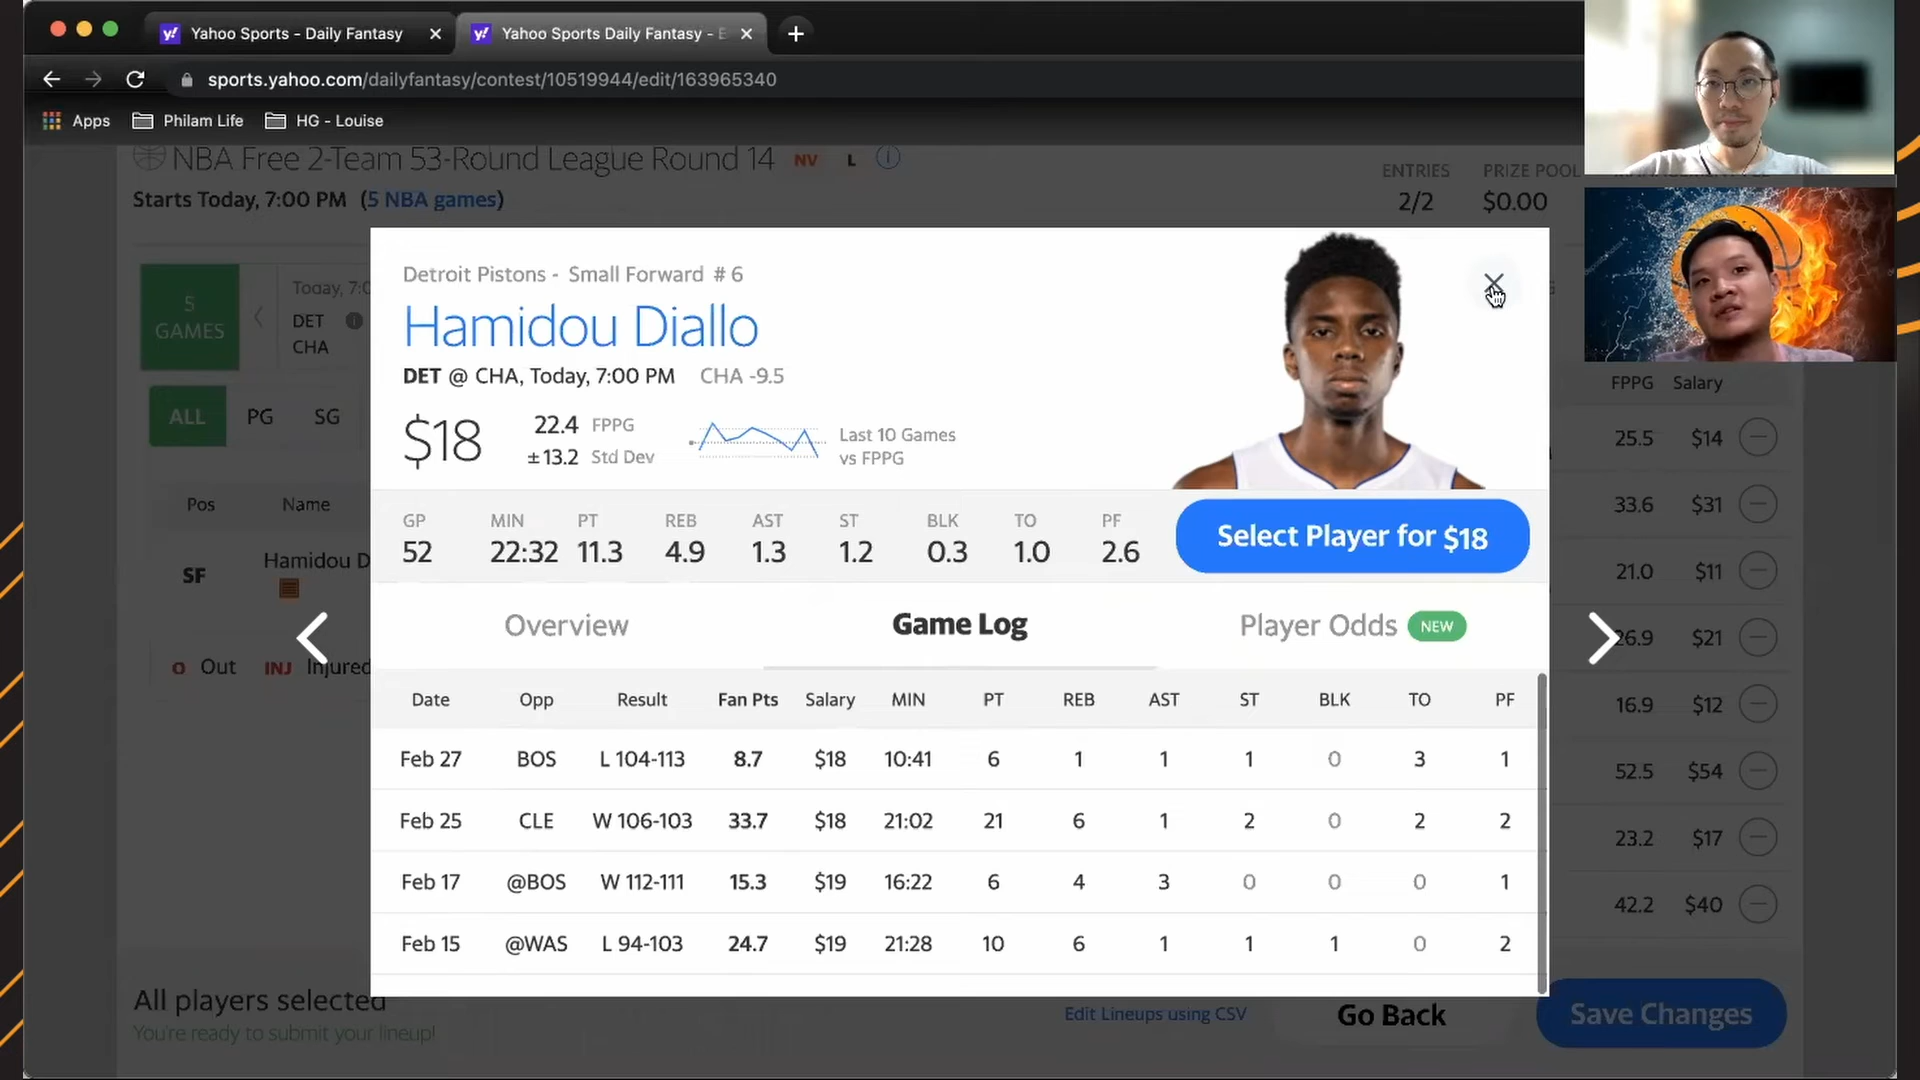 Yahoo Sports - Daily Fantasy
Yahoo Sports Daily Fantasy - E
sports.yahoo.com/dailyfantasy/contest/10519944/edit/163965340
Apps Philam Life HG - Louise
NBA Free 2-Team 53-Round League Round 14 NV L
Starts Today, 7:00 PM (5 NBA games)
ENTRIES PRIZE POOL
2/2 $0.00
5 GAMES
Today, 7:0
DET
CHA
ALL PG SG
Pos Name
SF Hamidou D
O Out INJ Injured
Detroit Pistons - Small Forward # 6
Hamidou Diallo
DET @ CHA, Today, 7:00 PM CHA -9.5
$18 22.4 FPPG
±13.2 Std Dev
Last 10 Games
vs FPPG
GP MIN PT REB AST ST BLK TO PF
52 22:32 11.3 4.9 1.3 1.2 0.3 1.0 2.6
Select Player for $18
Overview Game Log Player Odds NEW
Date Opp Result Fan Pts Salary MIN PT REB AST ST BLK TO PF
Feb 27 BOS L 104-113 8.7 $18 10:41 6 1 1 1 0 3 1
Feb 25 CLE W 106-103 33.7 $18 21:02 21 6 1 2 0 2 2
Feb 17 @BOS W 112-111 15.3 $19 16:22 6 4 3 0 0 0 1
Feb 15 @WAS L 94-103 24.7 $19 21:28 10 6 1 1 1 0 2
FPPG Salary
25.5 $14
33.6 $31
21.0 $11
26.9 $21
16.9 $12
52.5 $54
23.2 $17
42.2 $40
All players selected
You're ready to submit your lineup!
Edit Lineups using CSV Go Back Save Changes